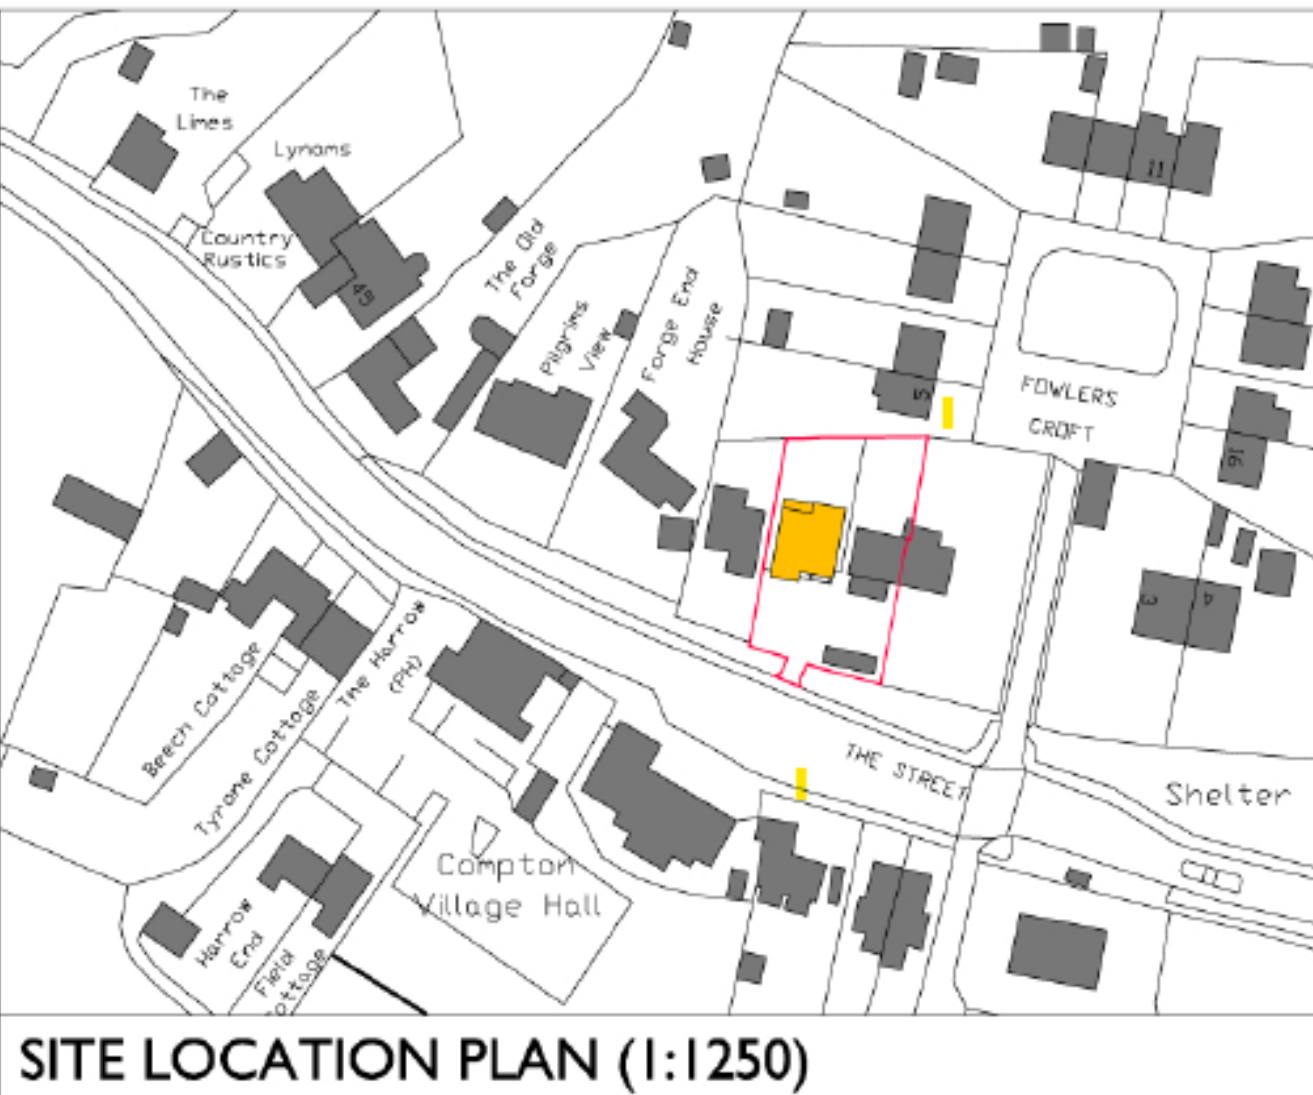 The
Limes
Lynams
11
Country
Rustics
48
The Old
Forge
Pilgrims
View
Forge End
House
5
FOWLERS
CROFT
16
3
4
Beech Cottage
Tyrone Cottage
The Harrow
(PH)
THE STREET
Shelter
Compton
Village Hall
Harrow
End
Field
ottage
SITE LOCATION PLAN (1:1250)